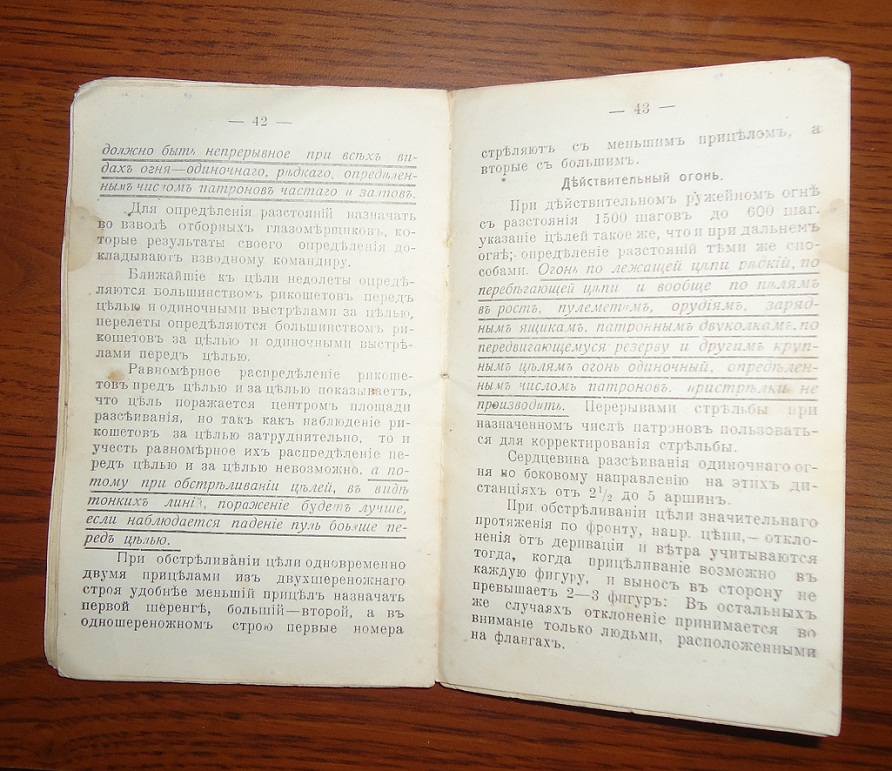 — 42 —
должно быть непрерывное при всѣхъ ви-
дахъ огня—одиночнаго, рѣдкаго, опредѣлен-
нымъ числомъ патроновъ частаго и залповъ.
Для опредѣленія разстояній назначать
во взводѣ отборныхъ глазомѣрщиковъ, ко-
торые результаты своего опредѣленія до-
кладываютъ взводному командиру.
Ближайшіе къ цѣли недолеты опредѣ-
ляются большинствомъ рикошетовъ передъ
цѣлью и одиночными выстрѣлами за цѣлью,
перелеты опредѣляются большинствомъ ри-
кошетовъ за цѣлью и одиночными выстрѣ-
лами передъ цѣлью.
Равномѣрное распредѣленіе рикоше-
товъ предъ цѣлью и за цѣлью показываетъ,
что цѣль поражается центромъ площади
разсѣиванія, но такъ какъ наблюденіе ри-
кошетовъ за цѣлью затруднительно, то и
учесть равномѣрное ихъ распредѣленіе пе-
редъ цѣлью и за цѣлью невозможно, а по-
тому при обстрѣливаніи цѣлей, въ видѣ
тонкихъ линій, пораженіе будетъ лучше,
если наблюдается паденіе пуль больше пе-
редъ цѣлью.
При обстрѣливаніи цѣли одновременно
двумя прицѣлами изъ двухшереножнаго
строя удобнѣе меньшій прицѣлъ назначать
первой шеренгѣ, большій—второй, а въ
одношереножномъ строю первые номера
— 43 —
стрѣляютъ съ меньшимъ прицѣломъ, а
вторые съ большимъ.
Дѣйствительный огонь.
При дѣйствительномъ ружейномъ огнѣ
съ разстоянія 1500 шаговъ до 600 шаг.
указаніе цѣлей такое же, что и при дальнемъ
огнѣ; опредѣленіе разстояній тѣми же спо-
собами. Огонь по лежащей цѣпи рѣдкій, по
перебѣгающей цѣпи и вообще по цѣлямъ
въ ростъ, пулеметамъ, орудіямъ, заряд-
нымъ ящикамъ, патроннымъ двуколкамъ, по
передвигающемуся резерву и другимъ круп-
нымъ цѣлямъ огонь одиночный, опредѣлен-
нымъ числомъ патроновъ, пристрѣлки не
производить. Перерывами стрѣльбы при
назначенномъ числѣ патроновъ пользовать-
ся для корректированія стрѣльбы.
Сердцевина разсѣиванія одиночнаго ог-
ня по боковому направленію на этихъ ди-
станціяхъ отъ 2½ до 5 аршинъ.
При обстрѣливаніи цѣли значительнаго
протяженія по фронту, напр. цѣпи,— откло-
ненія отъ дериваціи и вѣтра учитываются
тогда, когда прицѣливаніе возможно въ
каждую фигуру, и выносъ въ сторону не
превышаетъ 2—3 фигуръ: Въ остальныхъ
же случаяхъ отклоненіе принимается во
вниманіе только людьми, расположенными
на флангахъ.